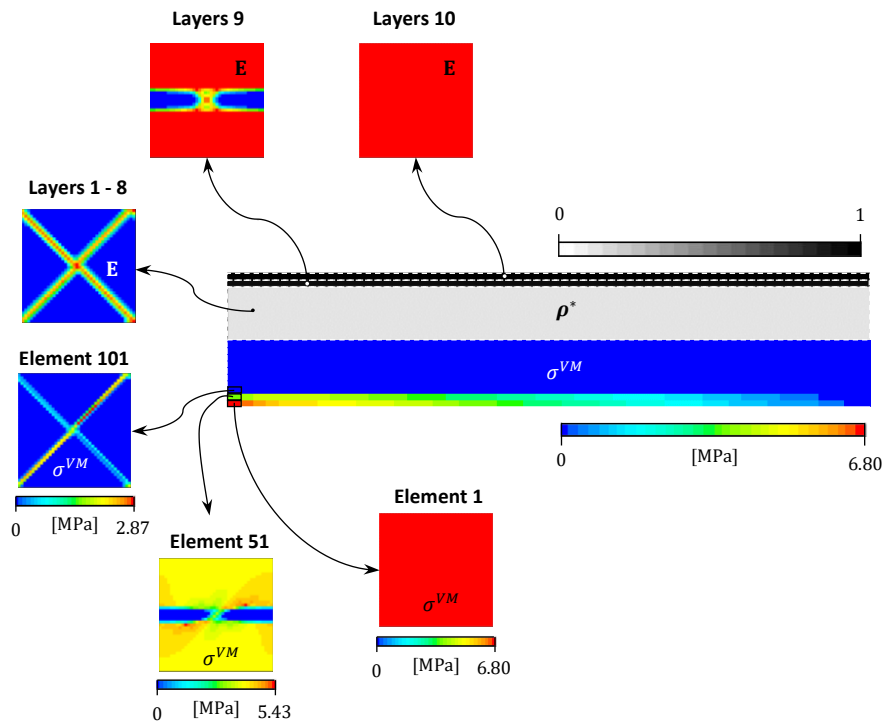 Layers 9
Layers 10
E
E
Layers 1 - 8
E
0 1
ρ*
Element 101
σVM
σVM
0 [MPa] 6.80
0 [MPa] 2.87
Element 51
Element 1
σVM
σVM
0 [MPa] 6.80
0 [MPa] 5.43